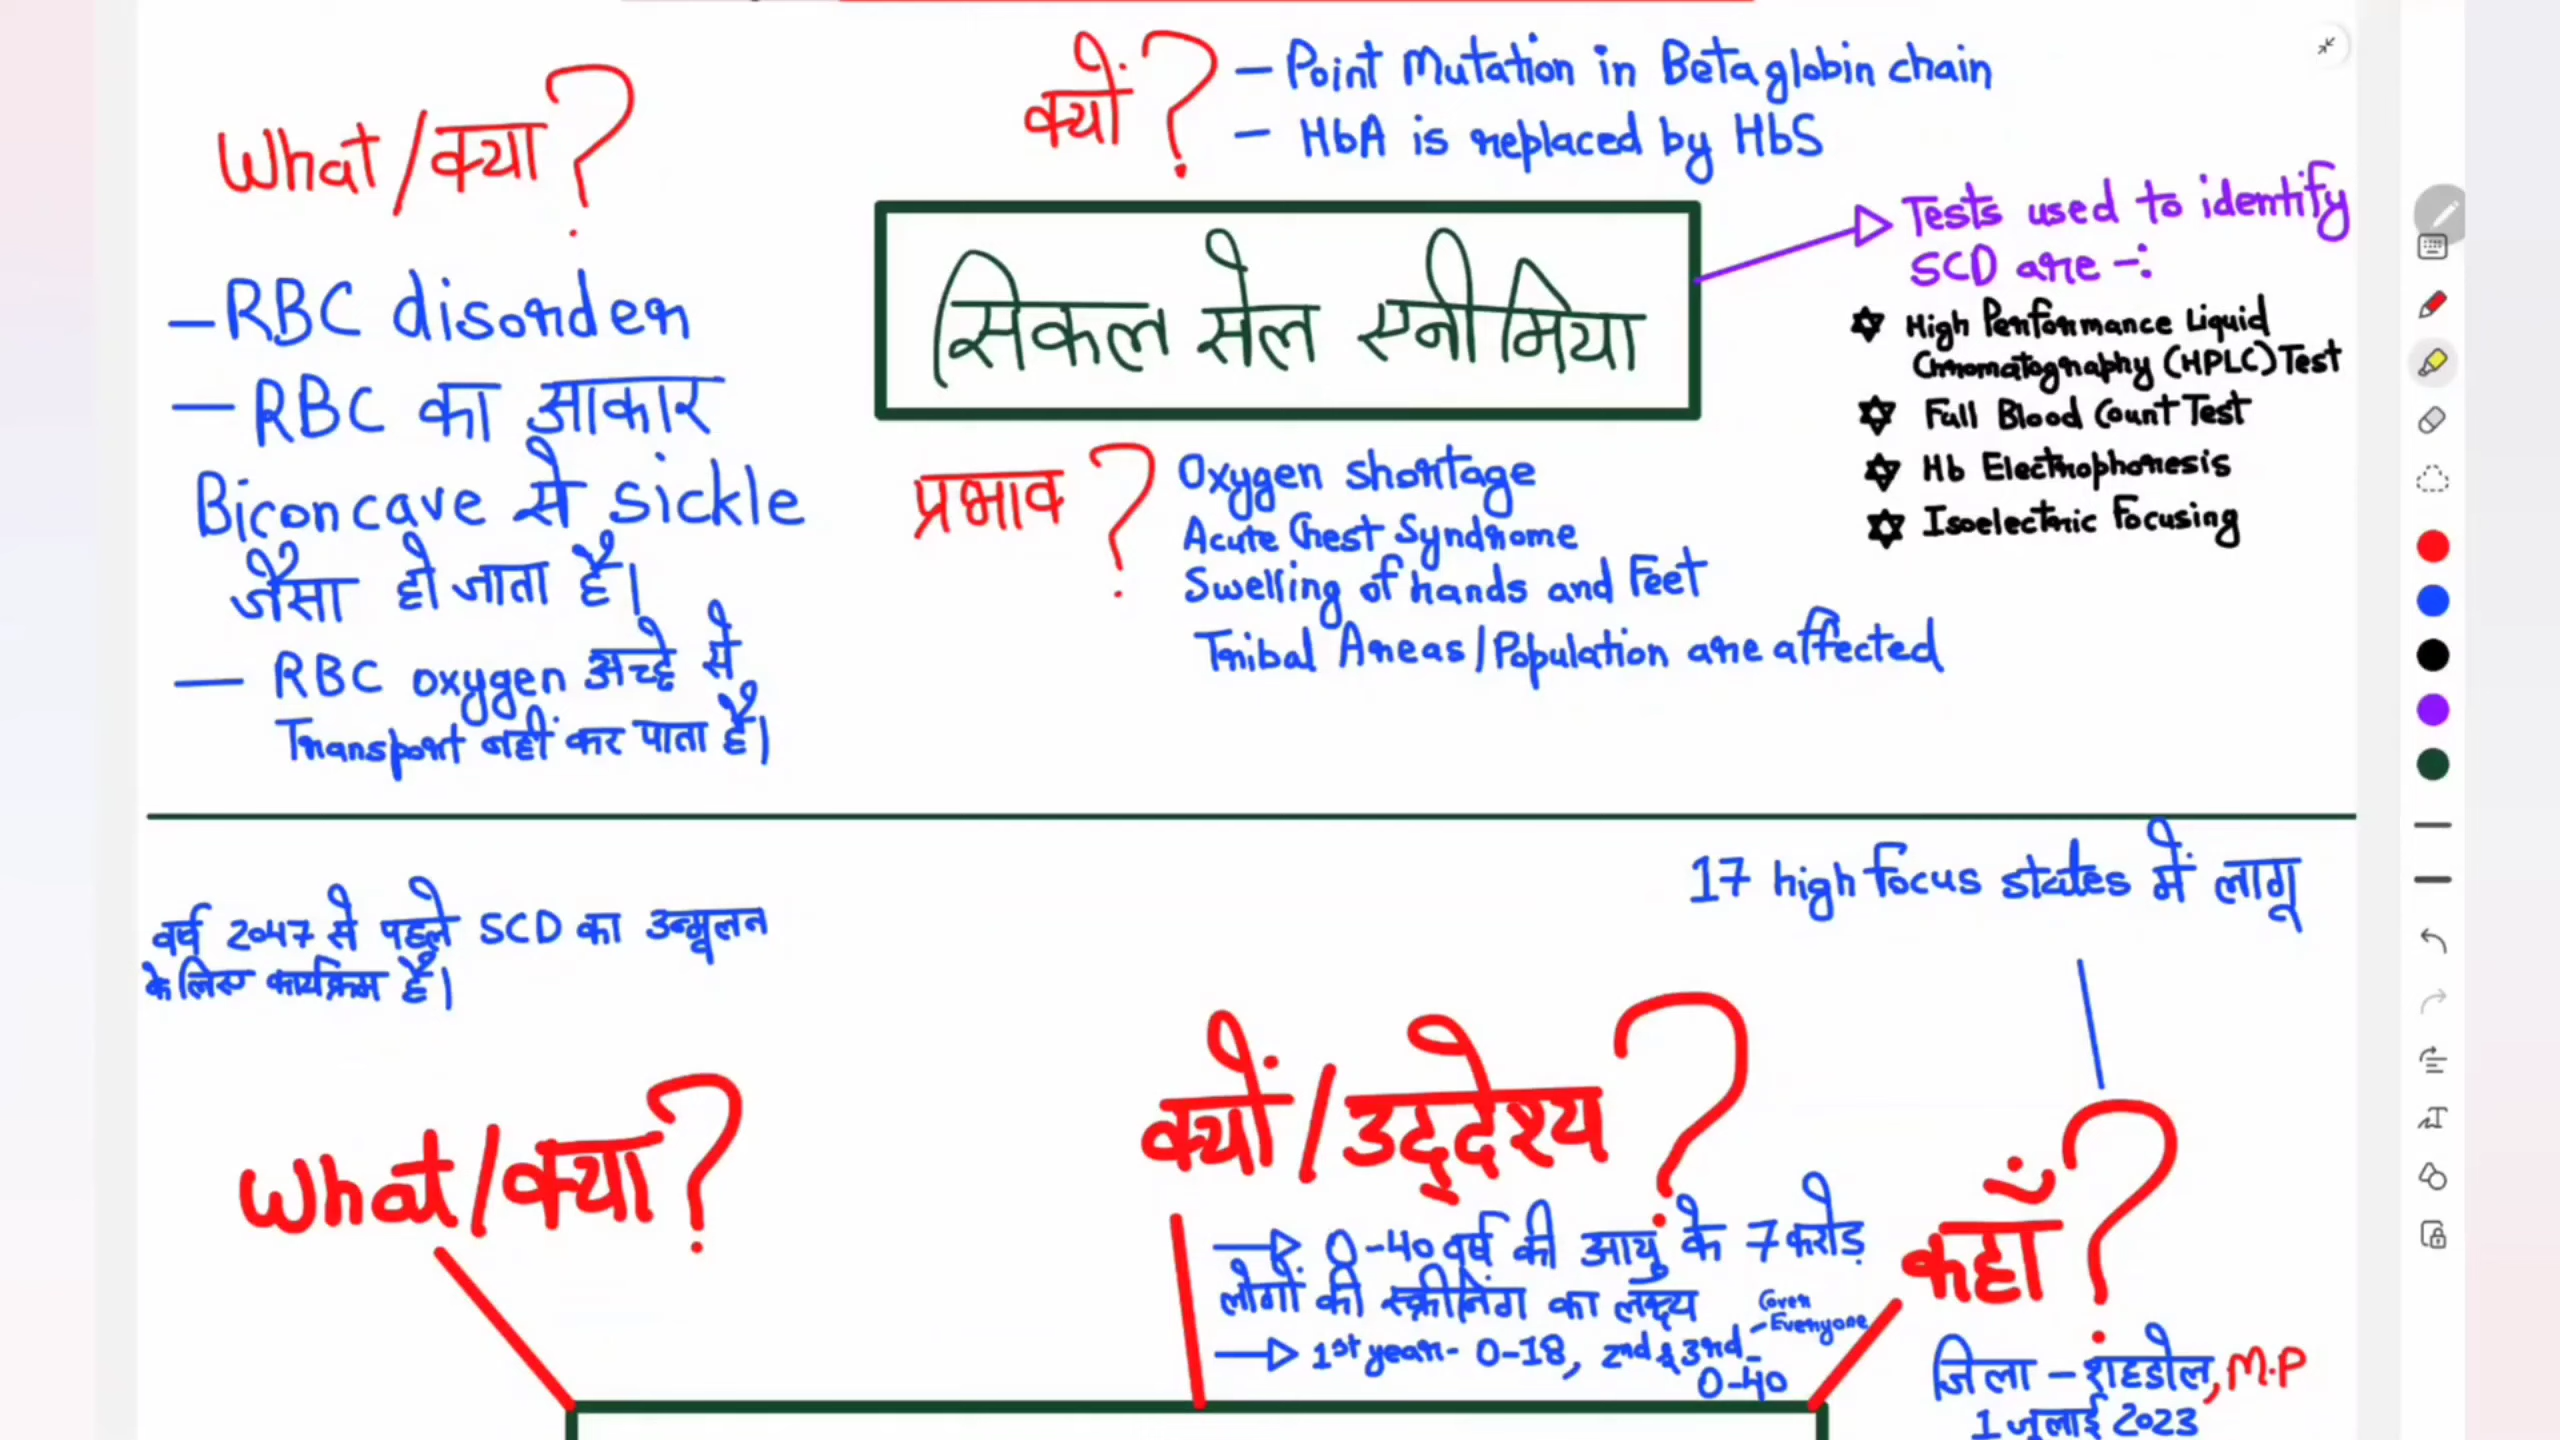 What/क्या?
– RBC disorder
– RBC का आकार
Biconcave से sickle
जैसा हो जाता है।
– RBC oxygen अच्छे से
Transport नहीं कर पाता है।
क्यों?
– Point Mutation in Betaglobin chain
– HbA is replaced by HbS
सिकल सेल एनीमिया
Tests used to identify
SCD are -:
High Performance Liquid
Chromatography (HPLC) Test
Full Blood Count Test
Hb Electrophoresis
Isoelectric Focusing
प्रभाव?
Oxygen shortage
Acute Chest Syndrome
Swelling of hands and Feet
Tribal Areas/Population are affected
वर्ष 2047 से पहले SCD का उन्मूलन
के लिए कार्यक्रम है।
What/क्या?
क्यों/उद्देश्य?
→ 0-40 वर्ष की आयु के 7 करोड़
लोगों की स्क्रीनिंग का लक्ष्य
→ 1st year- 0-18, 2nd & 3rd -
0-40
– Cover
Everyone
17 high focus states में लागू
कहाँ?
जिला – शहडोल, M.P
1 जुलाई 2023